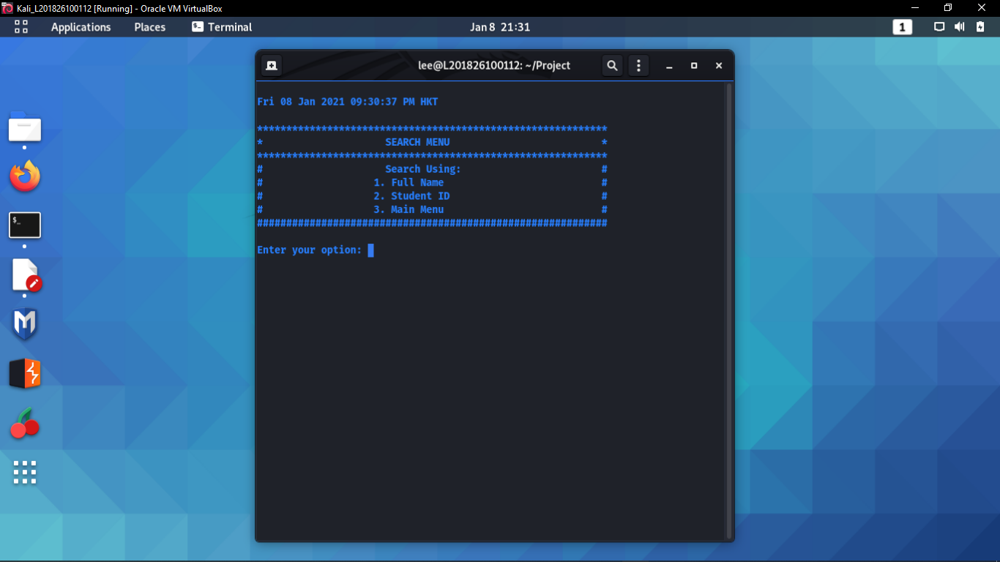 Kali_L201826100112 [Running] - Oracle VM VirtualBox
Applications Places Terminal Jan 8 21:31 1
lee@L201826100112: ~/Project
Fri 08 Jan 2021 09:30:37 PM HKT
************************************************************
* SEARCH MENU *
************************************************************
# Search Using: #
# 1. Full Name #
# 2. Student ID #
# 3. Main Menu #
############################################################
Enter your option:
$_